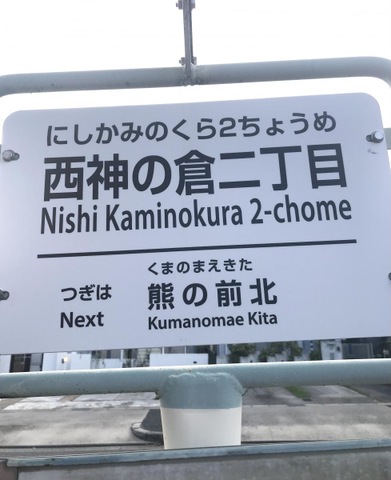 にしかみのくら2ちょうめ
西神の倉二丁目
Nishi Kaminokura 2-chome
つぎは
Next
くまのまえきた
熊の前北
Kumanomae Kita